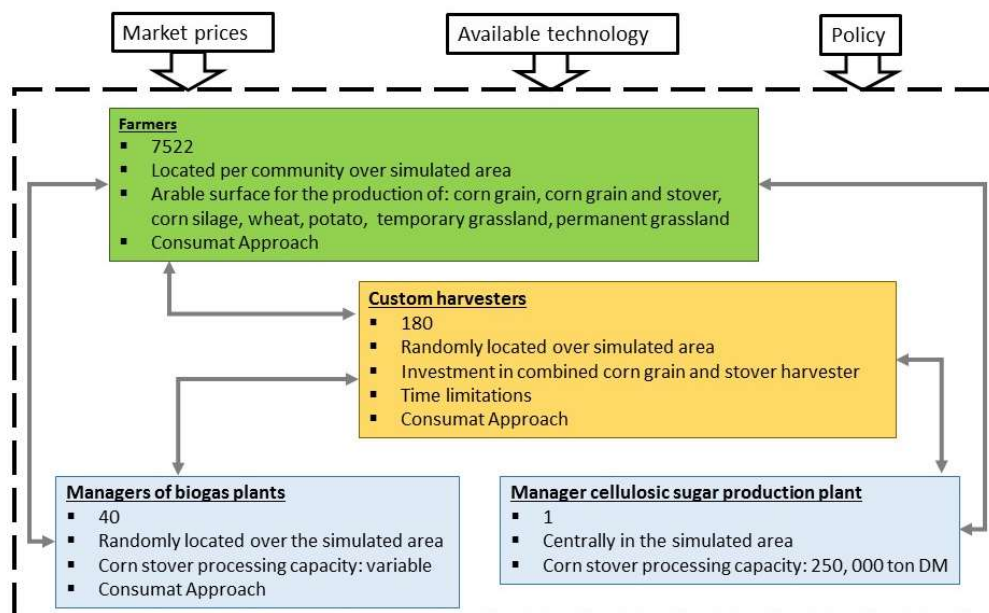 Market prices
Available technology
Policy
Farmers
▪ 7522
▪ Located per community over simulated area
▪ Arable surface for the production of: corn grain, corn grain and stover,
corn silage, wheat, potato, temporary grassland, permanent grassland
▪ Consumat Approach
Custom harvesters
▪ 180
▪ Randomly located over simulated area
▪ Investment in combined corn grain and stover harvester
▪ Time limitations
▪ Consumat Approach
Managers of biogas plants
▪ 40
▪ Randomly located over the simulated area
▪ Corn stover processing capacity: variable
▪ Consumat Approach
Manager cellulosic sugar production plant
▪ 1
▪ Centrally in the simulated area
▪ Corn stover processing capacity: 250, 000 ton DM